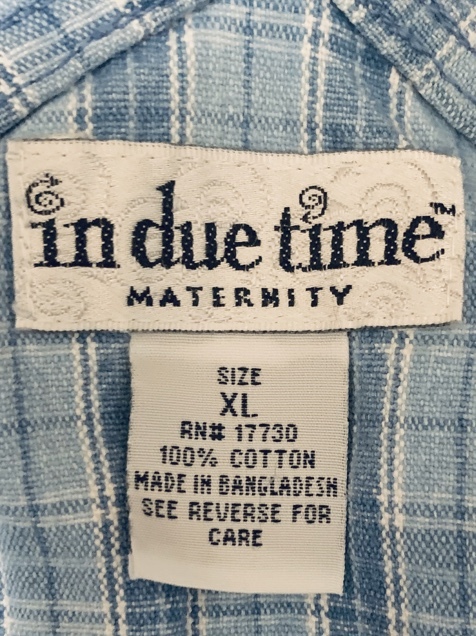 in due time™
MATERNITY
SIZE
XL
RN# 17730
100% COTTON
MADE IN BANGLADESH
SEE REVERSE FOR
CARE